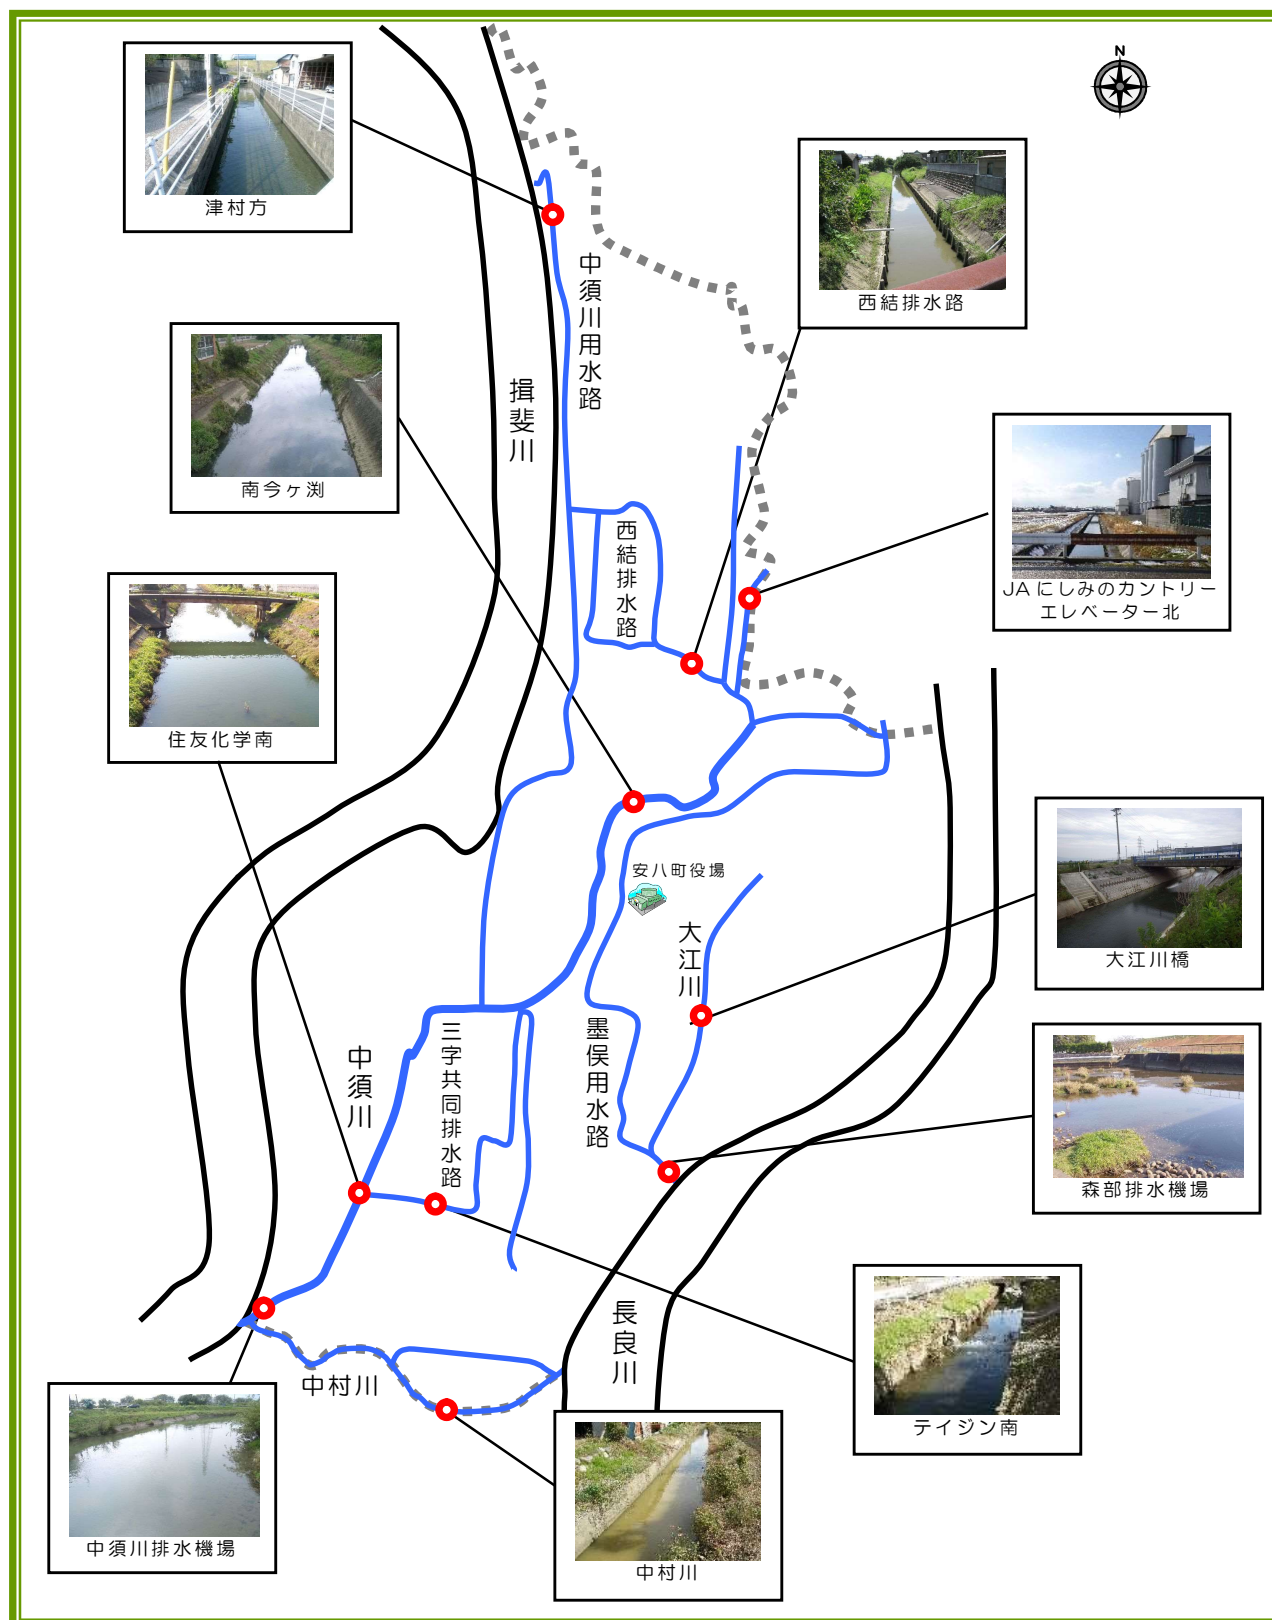 N
津村方
西結排水路
中須川用水路
揖斐川
南今ヶ渕
JAにしみのカントリー
エレベーター北
西結排水路
住友化学南
安八町役場
大江川
大江川橋
墨俣用水路
三字共同排水路
中須川
森部排水機場
長良川
中村川
テイジン南
中須川排水機場
中村川